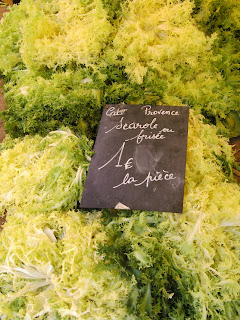 Cat° Provence
Scarole ou
frisée
1€
la pièce